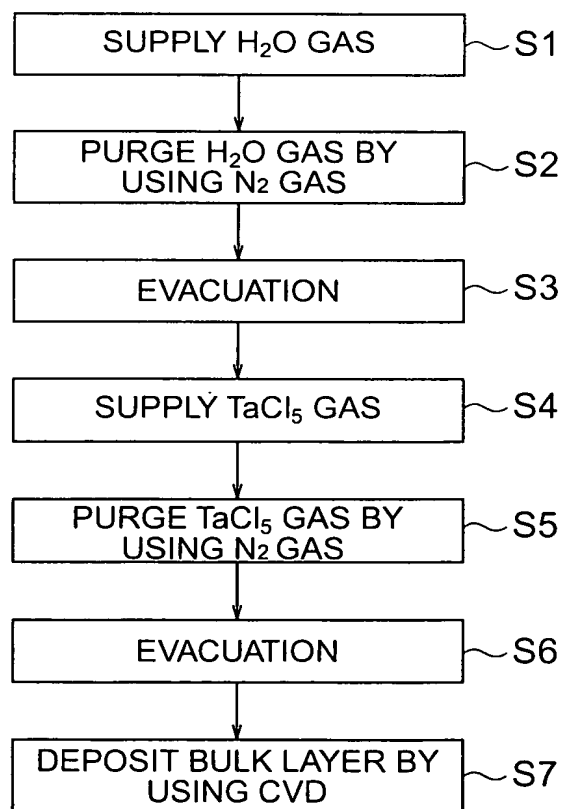 SUPPLY H₂O GAS S1
PURGE H₂O GAS BY
USING N₂ GAS S2
EVACUATION S3
SUPPLY TaCl₅ GAS S4
PURGE TaCl₅ GAS BY
USING N₂ GAS S5
EVACUATION S6
DEPOSIT BULK LAYER BY
USING CVD S7